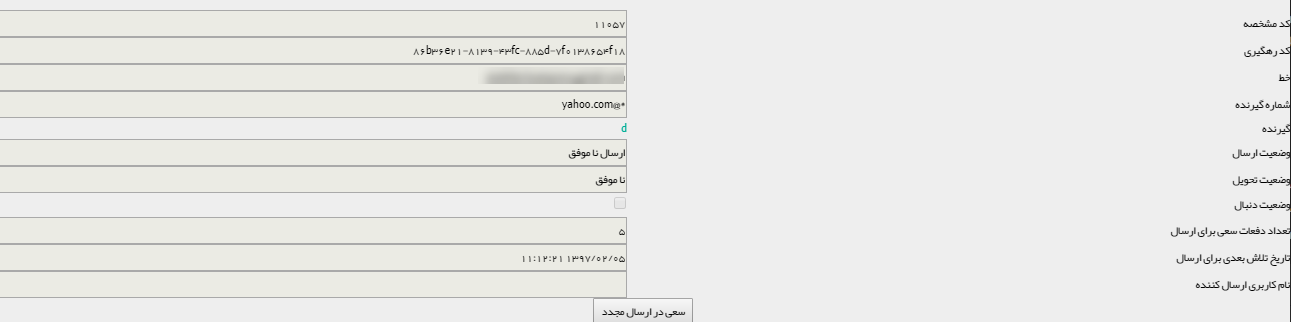 کد مشخصه ۱۱۰۵۷
کد رهگیری ۸۶b۳۶e۲۱-۸۱۳۹-۴۳fc-۸۸۵d-۷f۰۱۳۸۶۵۴f۱۸
خط
شماره گیرنده *@yahoo.com
گیرنده d
وضعیت ارسال ارسال نا موفق
وضعیت تحویل نا موفق
وضعیت دنبال
تعداد دفعات سعی برای ارسال ۵
تاریخ تلاش بعدی برای ارسال ۱۳۹۷/۰۲/۰۵ ۱۱:۱۲:۲۱
نام کاربری ارسال کننده
سعی در ارسال مجدد